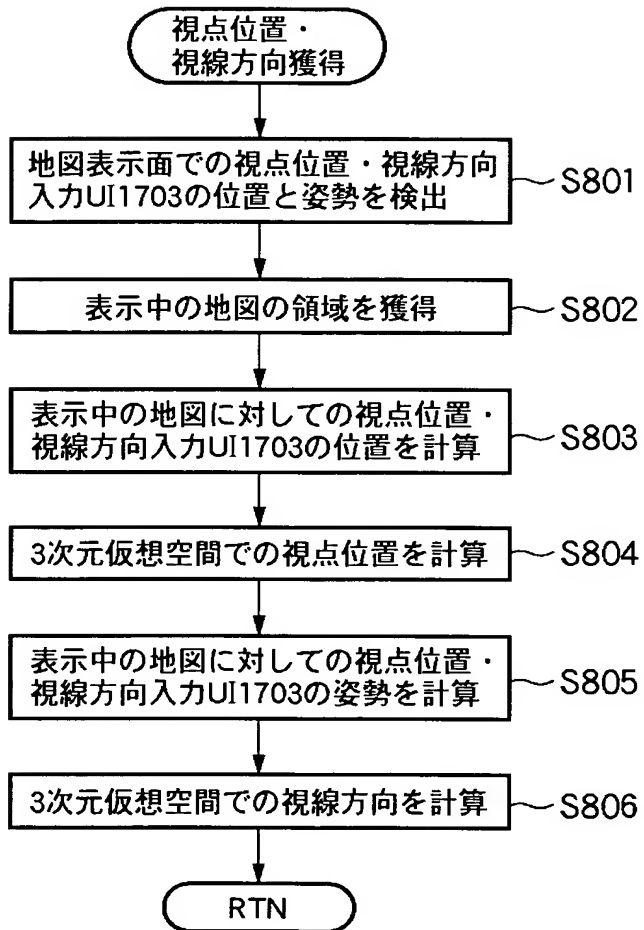 視点位置・
視線方向獲得
地図表示面での視点位置・視線方向
入力UI1703の位置と姿勢を検出
S801
表示中の地図の領域を獲得
S802
表示中の地図に対しての視点位置・
視線方向入力UI1703の位置を計算
S803
3次元仮想空間での視点位置を計算
S804
表示中の地図に対しての視点位置・
視線方向入力UI1703の姿勢を計算
S805
3次元仮想空間での視線方向を計算
S806
RTN